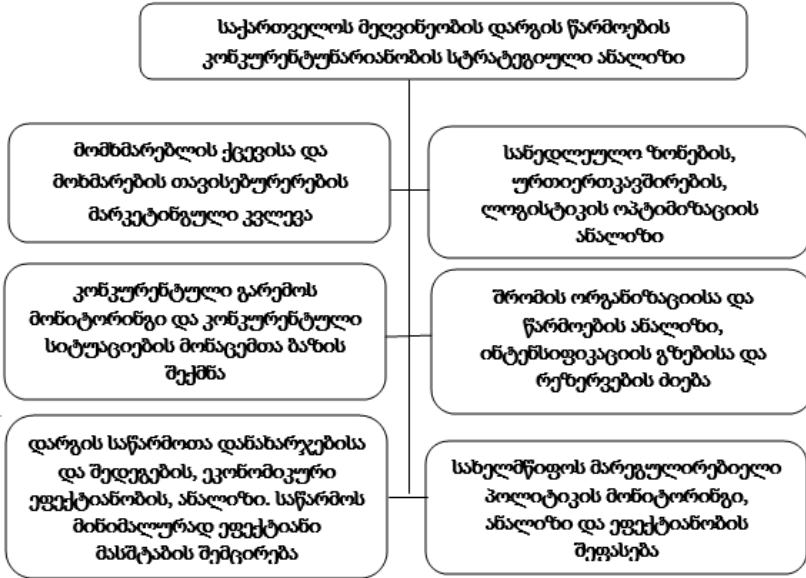 საქართველოს მეღვინეობის დარგის წარმოების
კონკურენტუნარიანობის სტრატეგიული ანალიზი
მომხმარებლის ქცევისა და
მოხმარების თავისებურერების
მარკეტინგული კვლევა
სანედლეულო ზონების,
ურთიერთკავშირების,
ლოგისტიკის ოპტიმიზაციის
ანალიზი
კონკურენტული გარემოს
მონიტორინგი და კონკურენტული
სიტუაციების მონაცემთა ბაზის
შექმნა
შრომის ორგანიზაციისა და
წარმოების ანალიზი,
ინტენსიფიკაციის გზებისა და
რეზერვების ძიება
დარგის საწარმოთა დანახარჯებისა
და შედეგების, ეკონომიკური
ეფექტიანობის, ანალიზი. საწარმოს
მინიმალურად ეფექტიანი
მასშტაბის შემცირება
სახელმწიფოს მარეგულირებიელი
პოლიტიკის მონიტორინგი,
ანალიზი და ეფექტიანობის
შეფასება